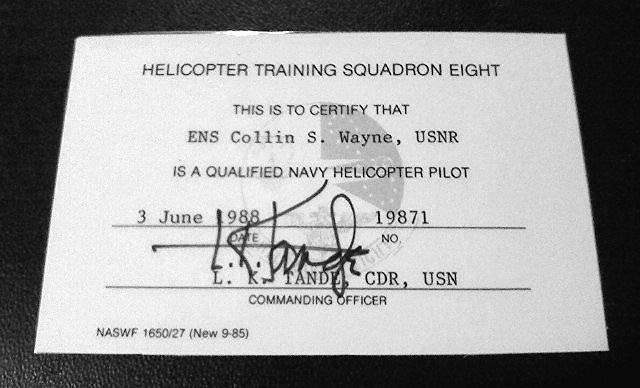 HELICOPTER TRAINING SQUADRON EIGHT
THIS IS TO CERTIFY THAT
ENS Collin S. Wayne, USNR
IS A QUALIFIED NAVY HELICOPTER PILOT
3 June 1988 19871
DATE NO.
L. K. Tande
L. K. TANDE, CDR, USN
COMMANDING OFFICER
NASWF 1650/27 (New 9-85)